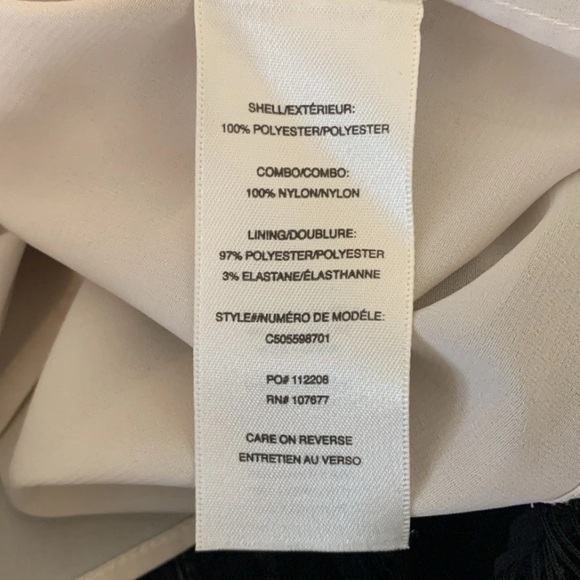 SHELL/EXTÉRIEUR:
100% POLYESTER/POLYESTER
COMBO/COMBO:
100% NYLON/NYLON
LINING/DOUBLURE:
97% POLYESTER/POLYESTER
3% ELASTANE/ÉLASTHANNE
STYLE#/NUMÉRO DE MODÉLE:
C505598701
PO# 112208
RN# 107677
CARE ON REVERSE
ENTRETIEN AU VERSO